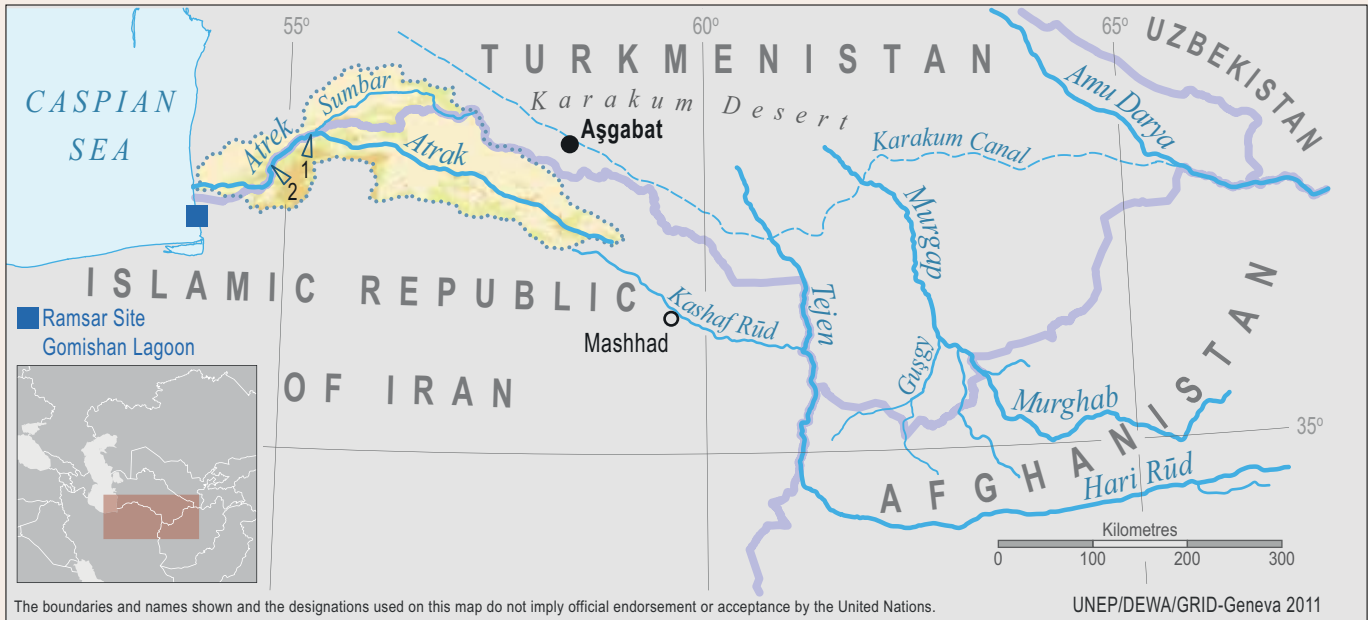 55º
60º
65º
TURKMENISTAN
UZBEKISTAN
CASPIAN
SEA
Sumbar
Karakum Desert
Amu Darya
Aşgabat
Atrek
Atrak
Karakum Canal
1
2
Murgap
ISLAMIC REPUBLIC
OF IRAN
Kashaf Rūd
Tejen
Mashhad
Ramsar Site
Gomishan Lagoon
Guşgy
Murghab
35º
AFGHANISTAN
Hari Rūd
Kilometres
0 100 200 300
The boundaries and names shown and the designations used on this map do not imply official endorsement or acceptance by the United Nations.
UNEP/DEWA/GRID-Geneva 2011